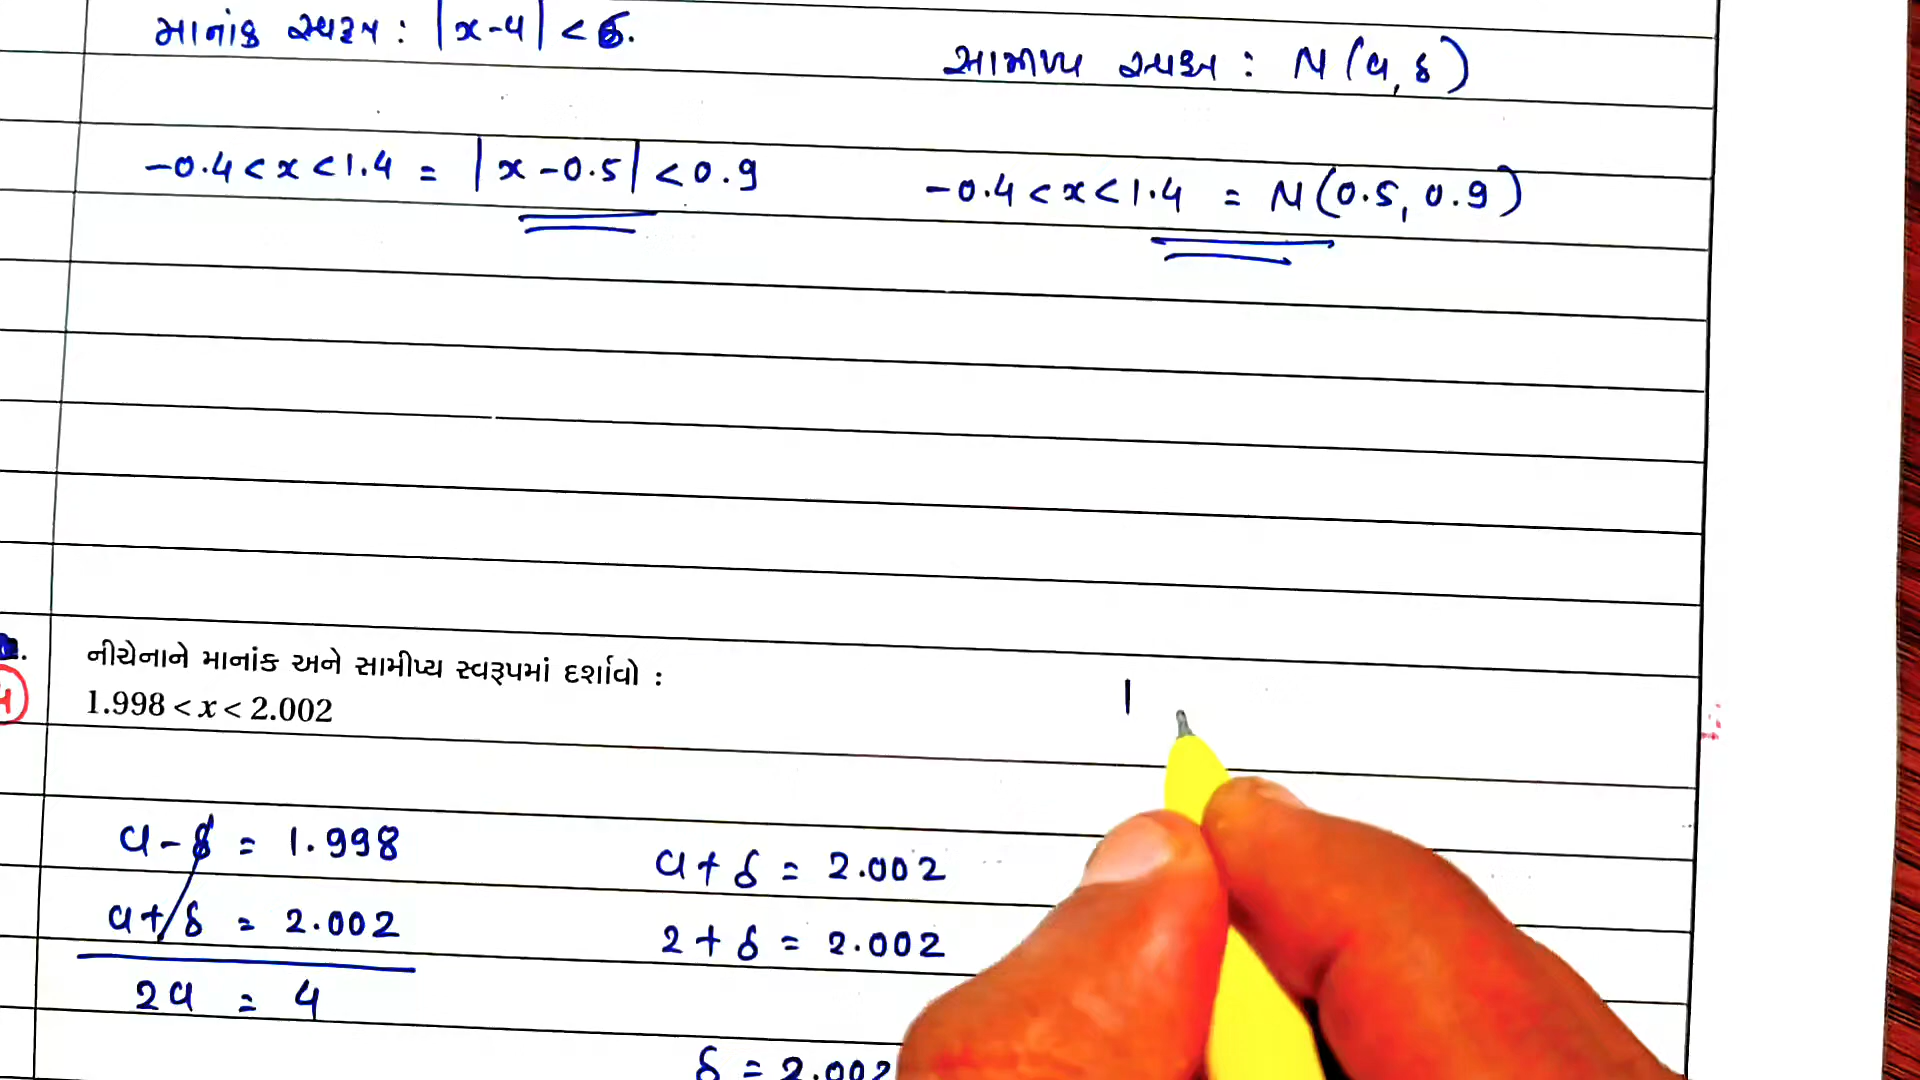 માનાંક સ્વરૂપ : |x-a| < δ.
સામીપ્ય સ્વરૂપ : N(a, δ)
-0.4 < x < 1.4 = |x - 0.5| < 0.9
-0.4 < x < 1.4 = N(0.5, 0.9)
નીચેનાને માનાંક અને સામીપ્ય સ્વરૂપમાં દર્શાવો :
1.998 < x < 2.002
a - δ = 1.998
a + δ = 2.002
2a = 4
a + δ = 2.002
2 + δ = 2.002
δ = 2.002
|